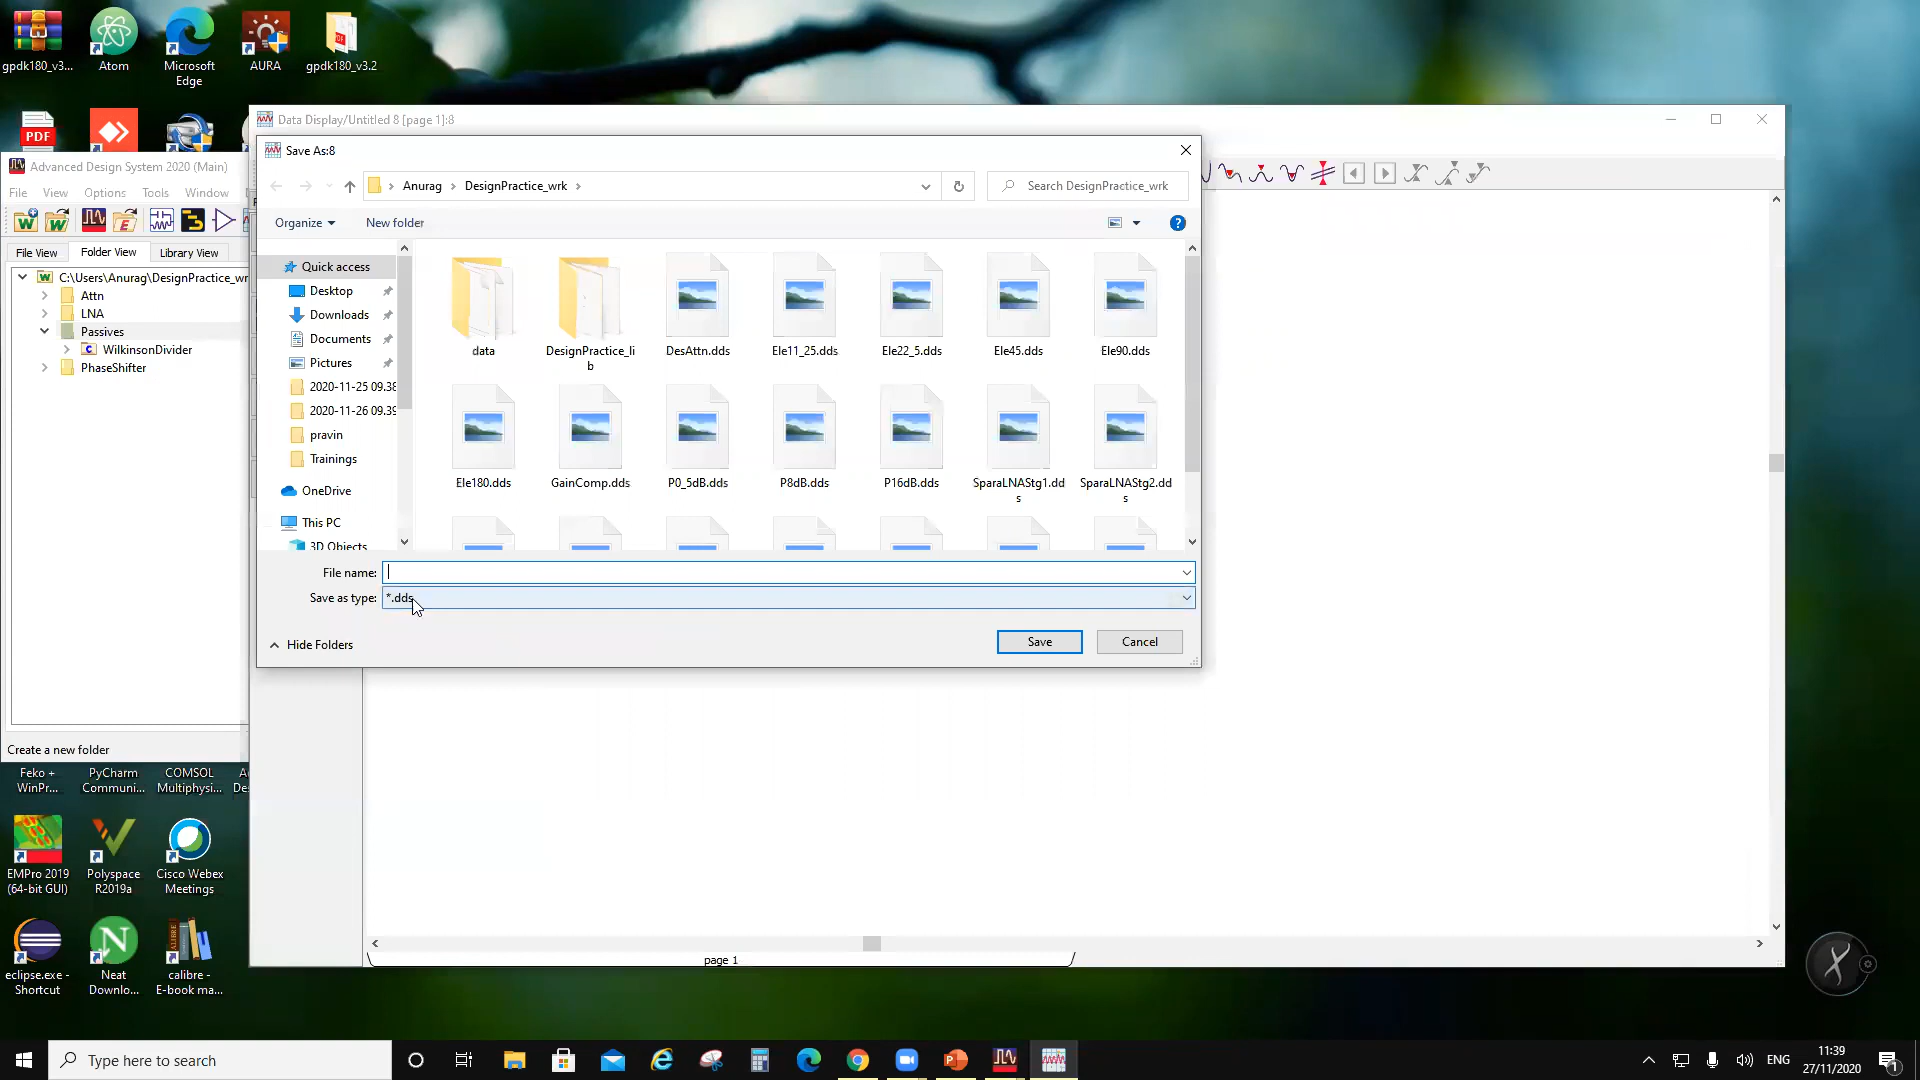 gpdk180_v3...
Atom
Microsoft
Edge
AURA
gpdk180_v3.2
PDF
Advanced Design System 2020 (Main)
File View Options Tools Window
File View Folder View Library View
C:\Users\Anurag\DesignPractice_wr
Attn
LNA
Passives
WilkinsonDivider
PhaseShifter
Create a new folder
Data Display/Untitled 8 [page 1]:8
Save As:8
Anurag > DesignPractice_wrk >
Search DesignPractice_wrk
Organize New folder
Quick access
Desktop
Downloads
Documents
Pictures
2020-11-25 09.38
2020-11-26 09.39
pravin
Trainings
OneDrive
This PC
3D Objects
data
DesignPractice_li
b
DesAttn.dds
Ele11_25.dds
Ele22_5.dds
Ele45.dds
Ele90.dds
Ele180.dds
GainComp.dds
P0_5dB.dds
P8dB.dds
P16dB.dds
SparaLNAStg1.dd
s
SparaLNAStg2.dd
s
File name:
Save as type: *.dds
Hide Folders
Save Cancel
page 1
Feko +
WinPr...
PyCharm
Communi...
COMSOL
Multiphysi...
EMPro 2019
(64-bit GUI)
Polyspace
R2019a
Cisco Webex
Meetings
eclipse.exe -
Shortcut
Neat
Downlo...
CALIBRE
calibre -
E-book ma...
Type here to search
ENG
11:39
27/11/2020
1